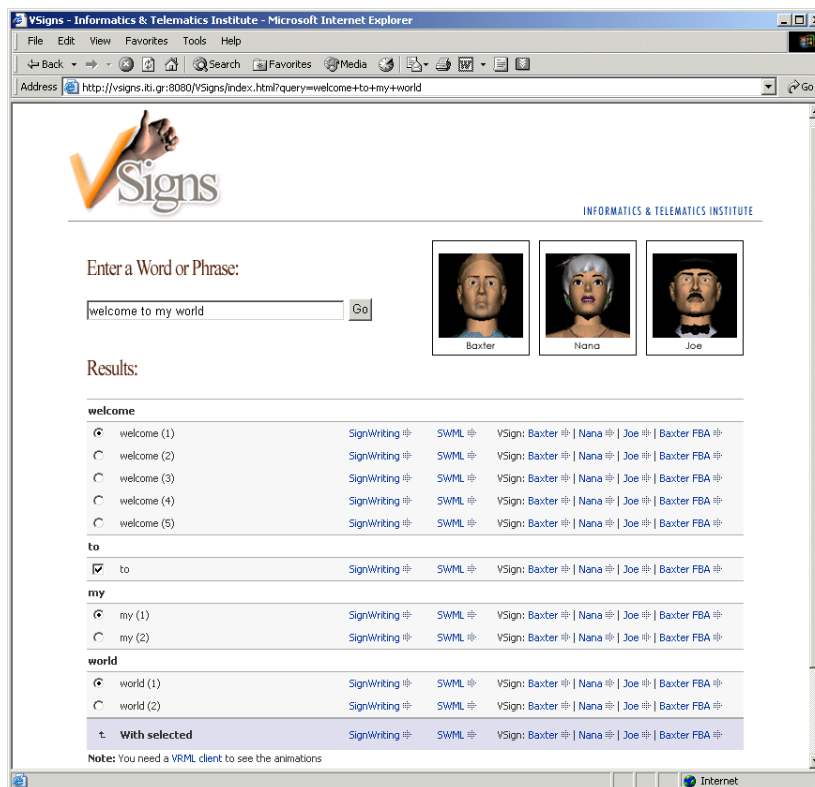 VSigns - Informatics & Telematics Institute - Microsoft Internet Explorer
File Edit View Favorites Tools Help
Back Search Favorites Media
Address http://vsigns.iti.gr:8080/VSigns/index.html?query=welcome+to+my+world Go
VSigns
INFORMATICS & TELEMATICS INSTITUTE
Enter a Word or Phrase:
welcome to my world Go
Baxter Nana Joe
Results:
welcome
welcome (1) SignWriting SWML VSign: Baxter | Nana | Joe | Baxter FBA
welcome (2) SignWriting SWML VSign: Baxter | Nana | Joe | Baxter FBA
welcome (3) SignWriting SWML VSign: Baxter | Nana | Joe | Baxter FBA
welcome (4) SignWriting SWML VSign: Baxter | Nana | Joe | Baxter FBA
welcome (5) SignWriting SWML VSign: Baxter | Nana | Joe | Baxter FBA
to
to SignWriting SWML VSign: Baxter | Nana | Joe | Baxter FBA
my
my (1) SignWriting SWML VSign: Baxter | Nana | Joe | Baxter FBA
my (2) SignWriting SWML VSign: Baxter | Nana | Joe | Baxter FBA
world
world (1) SignWriting SWML VSign: Baxter | Nana | Joe | Baxter FBA
world (2) SignWriting SWML VSign: Baxter | Nana | Joe | Baxter FBA
With selected SignWriting SWML VSign: Baxter | Nana | Joe | Baxter FBA
Note: You need a VRML client to see the animations
Internet